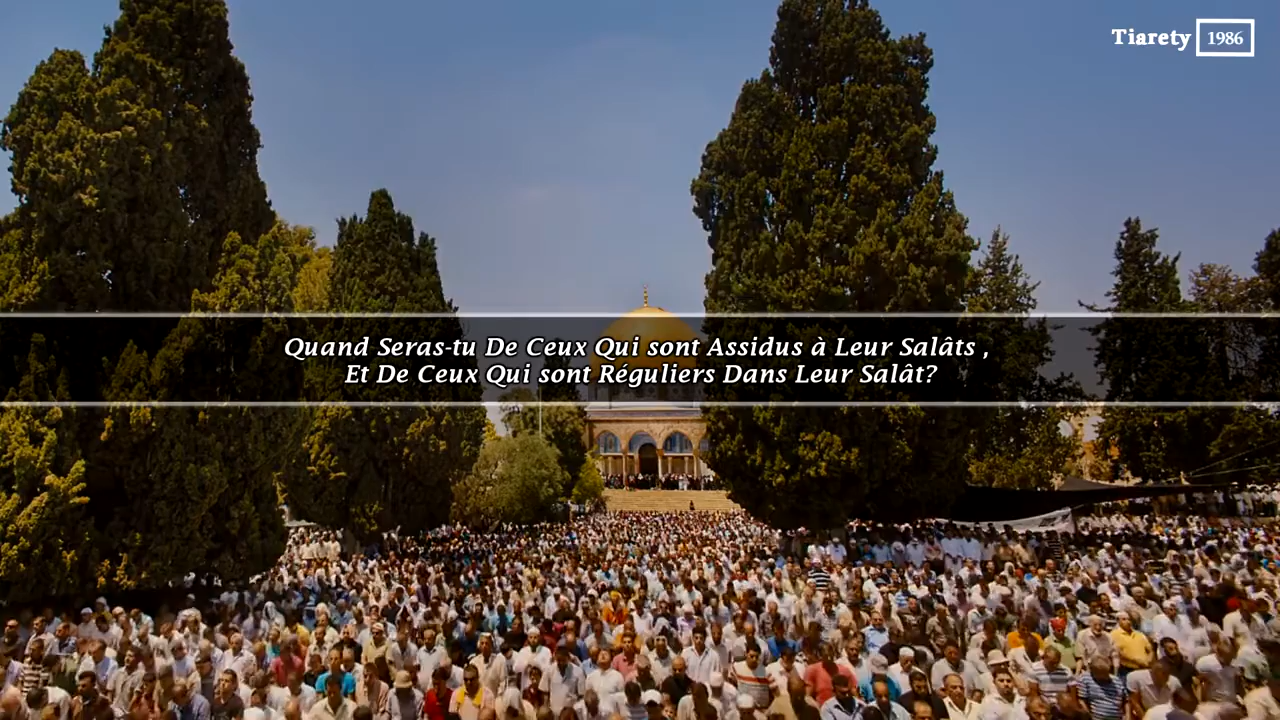 Tiarety 1986
Quand Seras-tu De Ceux Qui sont Assidus à Leur Salâts ,
Et De Ceux Qui sont Réguliers Dans Leur Salât?